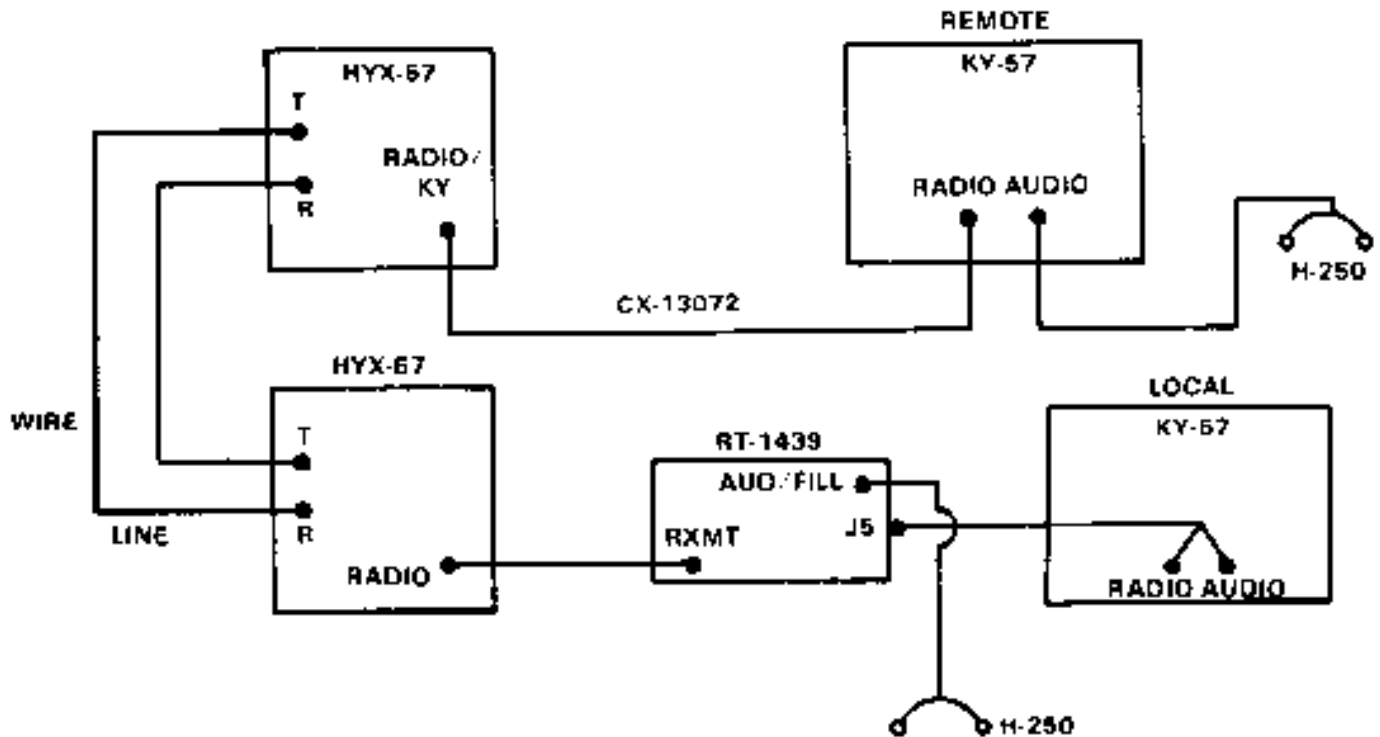 REMOTE
HYX-57
KY-57
T
RADIO/
KY
R
RADIO AUDIO
H-250
CX-13072
HYX-57
LOCAL
WIRE
KY-57
T
RT-1439
AUD/FILL
LINE
R
RXMT
J5
RADIO
RADIO AUDIO
H-250